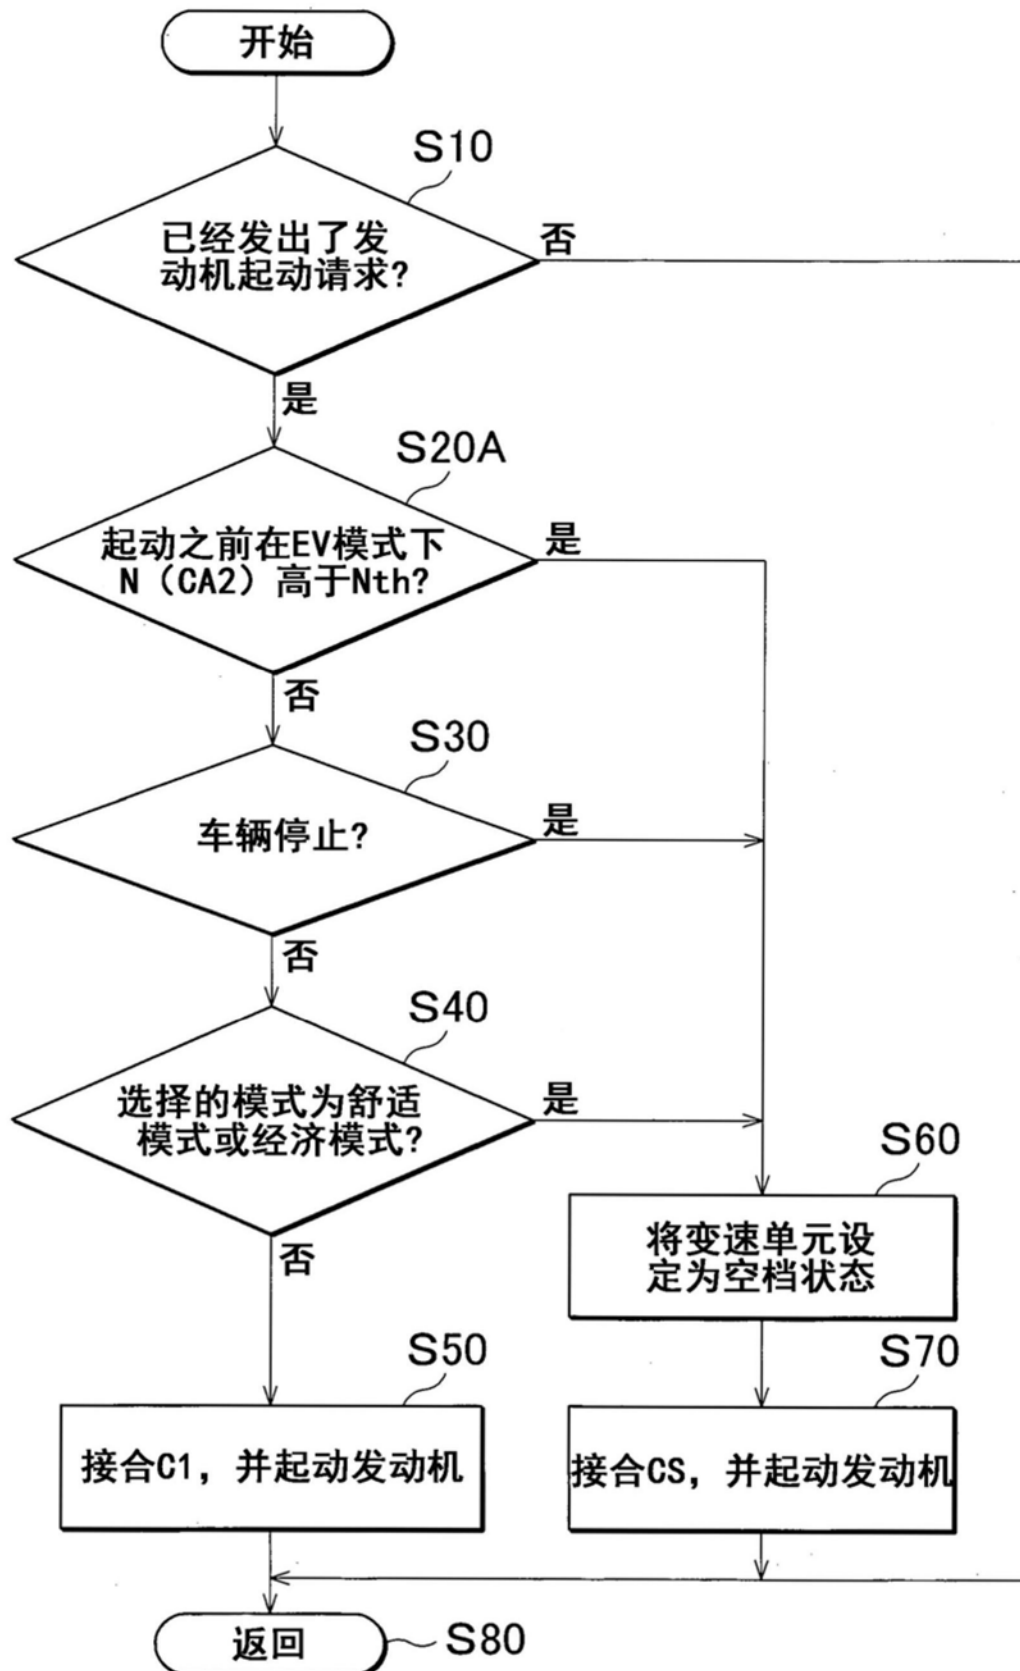 开始
S10
已经发出了发
动机起动请求?
否
是
S20A
起动之前在EV模式下
N（CA2）高于Nth?
是
否
S30
车辆停止?
是
否
S40
选择的模式为舒适
模式或经济模式?
是
否
S60
将变速单元设
定为空档状态
S50
接合C1，并起动发动机
S70
接合CS，并起动发动机
返回
S80